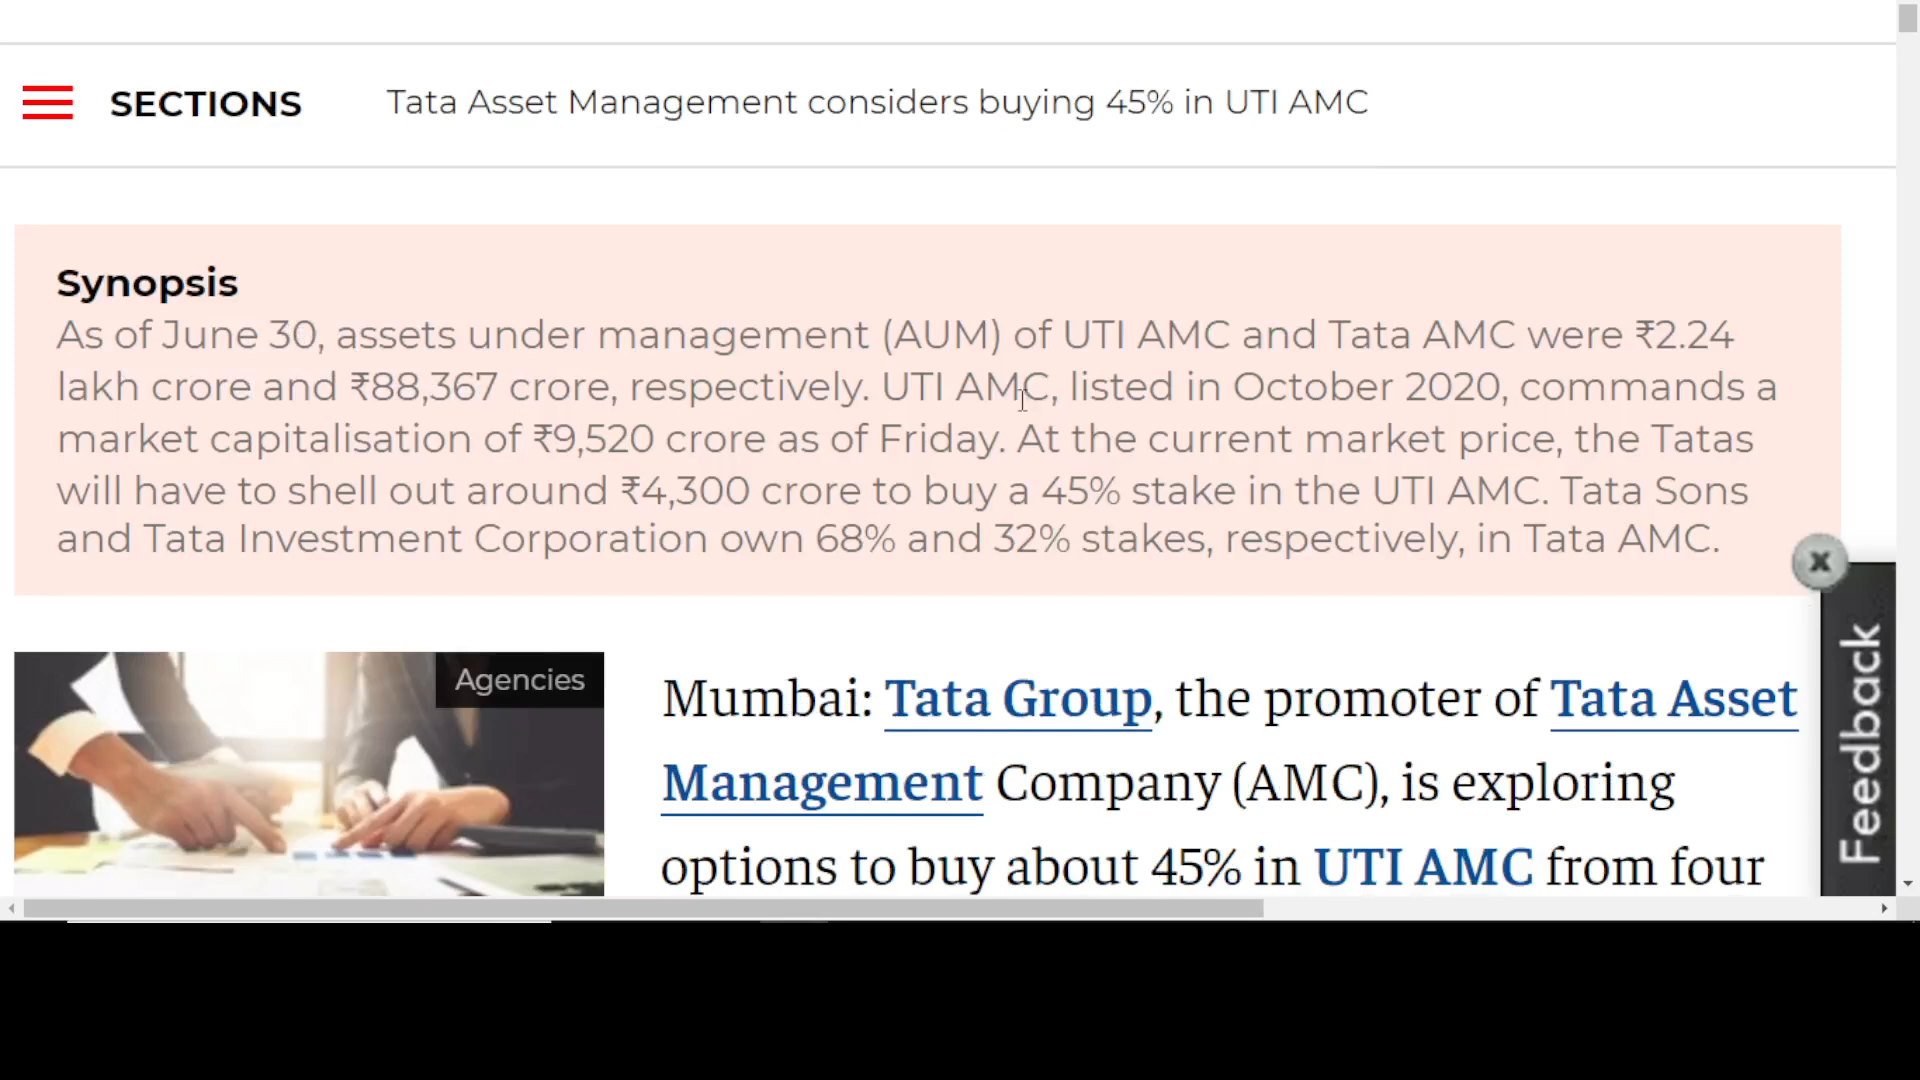 SECTIONS
Tata Asset Management considers buying 45% in UTI AMC
Synopsis
As of June 30, assets under management (AUM) of UTI AMC and Tata AMC were ₹2.24
lakh crore and ₹88,367 crore, respectively. UTI AMC, listed in October 2020, commands a
market capitalisation of ₹9,520 crore as of Friday. At the current market price, the Tatas
will have to shell out around ₹4,300 crore to buy a 45% stake in the UTI AMC. Tata Sons
and Tata Investment Corporation own 68% and 32% stakes, respectively, in Tata AMC.
Agencies
Mumbai: Tata Group, the promoter of Tata Asset
Management Company (AMC), is exploring
options to buy about 45% in UTI AMC from four
x
Feedback